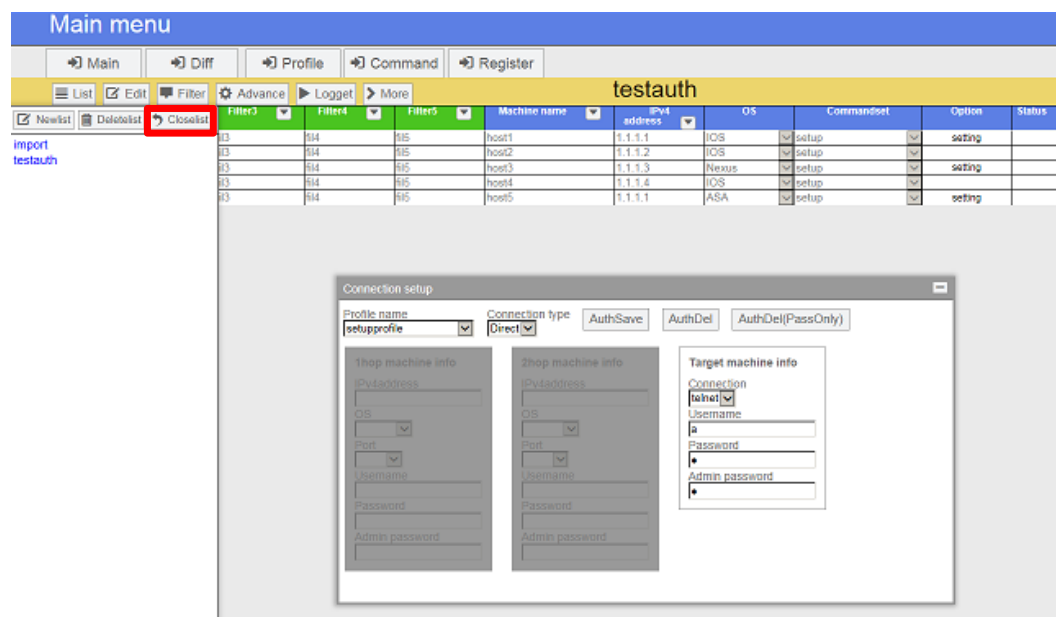 Main menu
Main Diff Profile Command Register
List Edit Filter Advance Logget More testauth
Newlist Deletelist Closelist Filter3 Filter4 Filter5 Machine name IPv4 address OS Commandset Option Status
import
testauth
fil3 fil4 fil5 host1 1.1.1.1 IOS setup setting
fil3 fil4 fil5 host2 1.1.1.2 IOS setup
fil3 fil4 fil5 host3 1.1.1.3 Nexus setup setting
fil3 fil4 fil5 host4 1.1.1.4 IOS setup
fil3 fil4 fil5 host5 1.1.1.1 ASA setup setting
Connection setup
Profile name Connection type
setupprofile Direct AuthSave AuthDel AuthDel(PassOnly)
1hop machine info
IPv4address
OS
Port
Username
Password
Admin password
2hop machine info
IPv4address
OS
Port
Username
Password
Admin password
Target machine info
Connection
telnet
Username
a
Password
Admin password